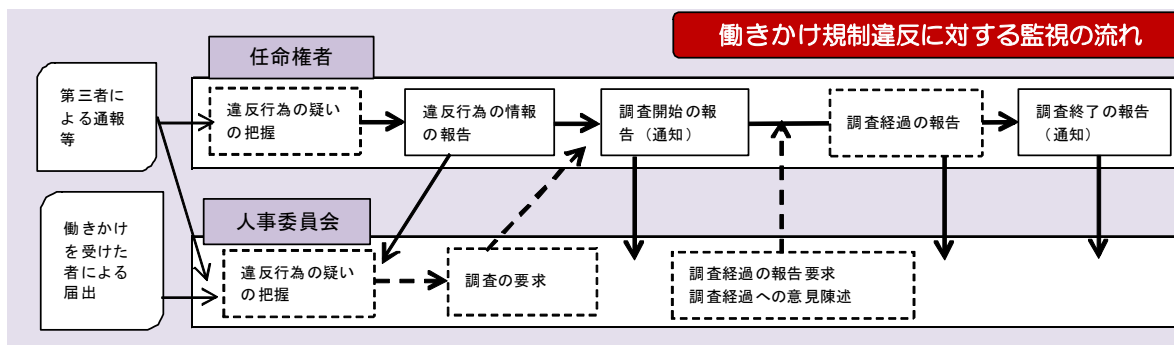 働きかけ規制違反に対する監視の流れ
任命権者
第三者に
よる通報
等
違反行為の疑い
の把握
違反行為の情報
の報告
調査開始の報
告（通知）
調査経過の報告
調査終了の報告
（通知）
働きかけ
を受けた
者による
届出
人事委員会
違反行為の疑い
の把握
調査の要求
調査経過の報告要求
調査経過への意見陳述